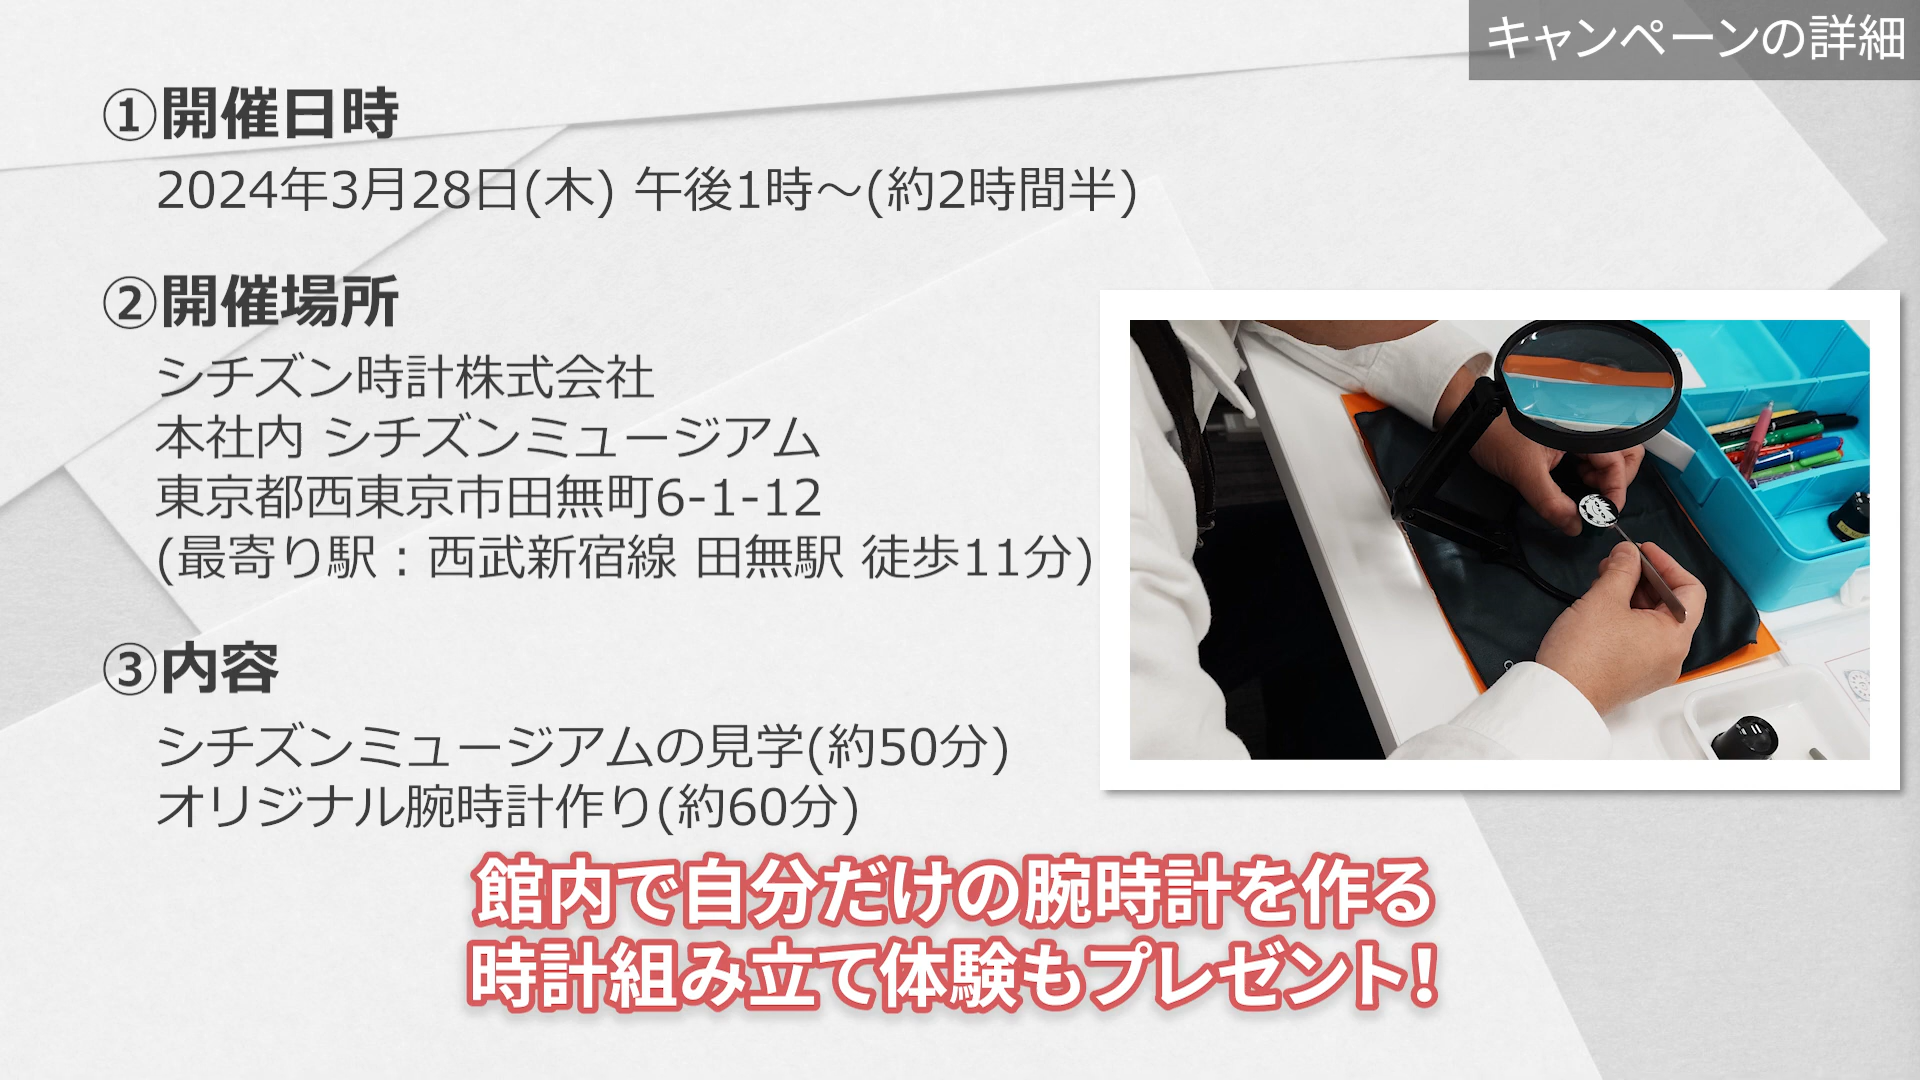 キャンペーンの詳細
①開催日時
2024年3月28日(木) 午後1時～(約2時間半)
②開催場所
シチズン時計株式会社
本社内 シチズンミュージアム
東京都西東京市田無町6-1-12
(最寄り駅：西武新宿線 田無駅 徒歩11分)
③内容
シチズンミュージアムの見学(約50分)
オリジナル腕時計作り(約60分)
館内で自分だけの腕時計を作る
時計組み立て体験もプレゼント!